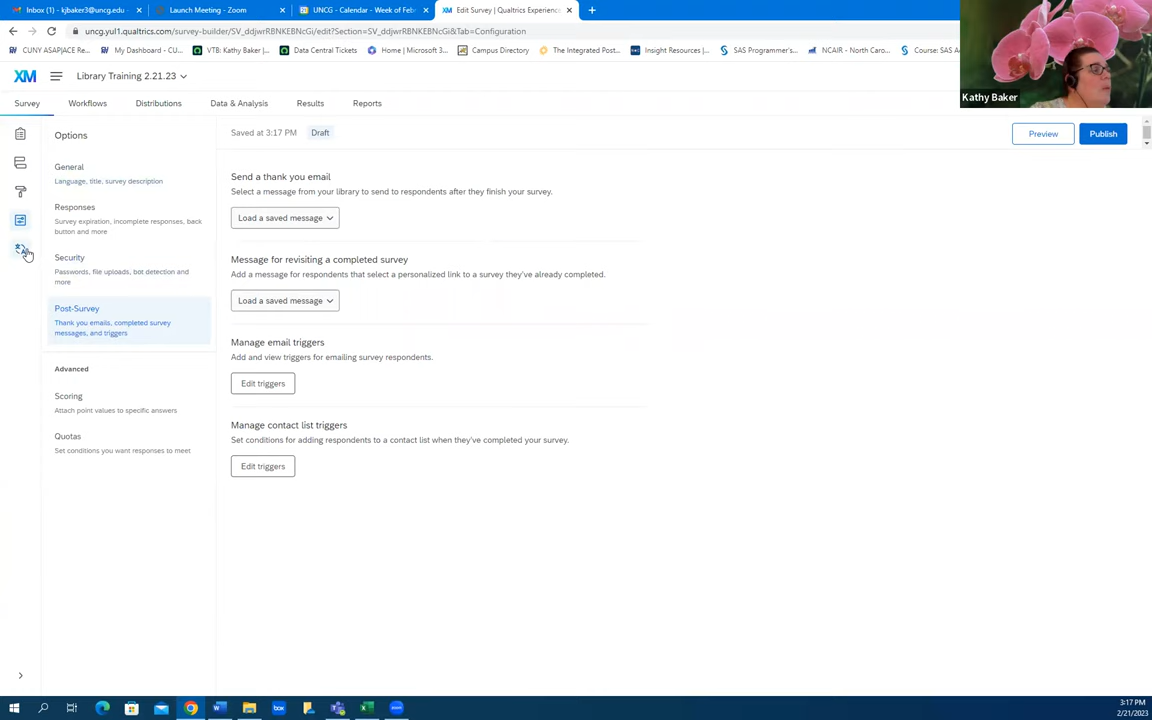 Inbox (1) - kjbaker3@uncg.edu -
Launch Meeting - Zoom
UNCG - Calendar - Week of Febr
Edit Survey | Qualtrics Experienc
uncg.yul1.qualtrics.com/survey-builder/SV_ddjwrRBNKEBNcGi/edit?Section=SV_ddjwrRBNKEBNcGi&Tab=Configuration
CUNY ASAP|ACE Re...
My Dashboard - CU...
VTB: Kathy Baker |...
Data Central Tickets
Home | Microsoft 3...
Campus Directory
The Integrated Post...
Insight Resources |...
SAS Programmer's...
NCAIR - North Caro...
Course: SAS Ad
Kathy Baker
XM
Library Training 2.21.23
Survey
Workflows
Distributions
Data & Analysis
Results
Reports
Options
Saved at 3:17 PM
Draft
Preview
Publish
General
Language, title, survey description
Responses
Survey expiration, incomplete responses, back
button and more
Security
Passwords, file uploads, bot detection and
more
Post-Survey
Thank you emails, completed survey
messages, and triggers
Advanced
Scoring
Attach point values to specific answers
Quotas
Set conditions you want responses to meet
Send a thank you email
Select a message from your library to send to respondents after they finish your survey.
Load a saved message
Message for revisiting a completed survey
Add a message for respondents that select a personalized link to a survey they've already completed.
Load a saved message
Manage email triggers
Add and view triggers for emailing survey respondents.
Edit triggers
Manage contact list triggers
Set conditions for adding respondents to a contact list when they've completed your survey.
Edit triggers
3:17 PM
2/21/2023